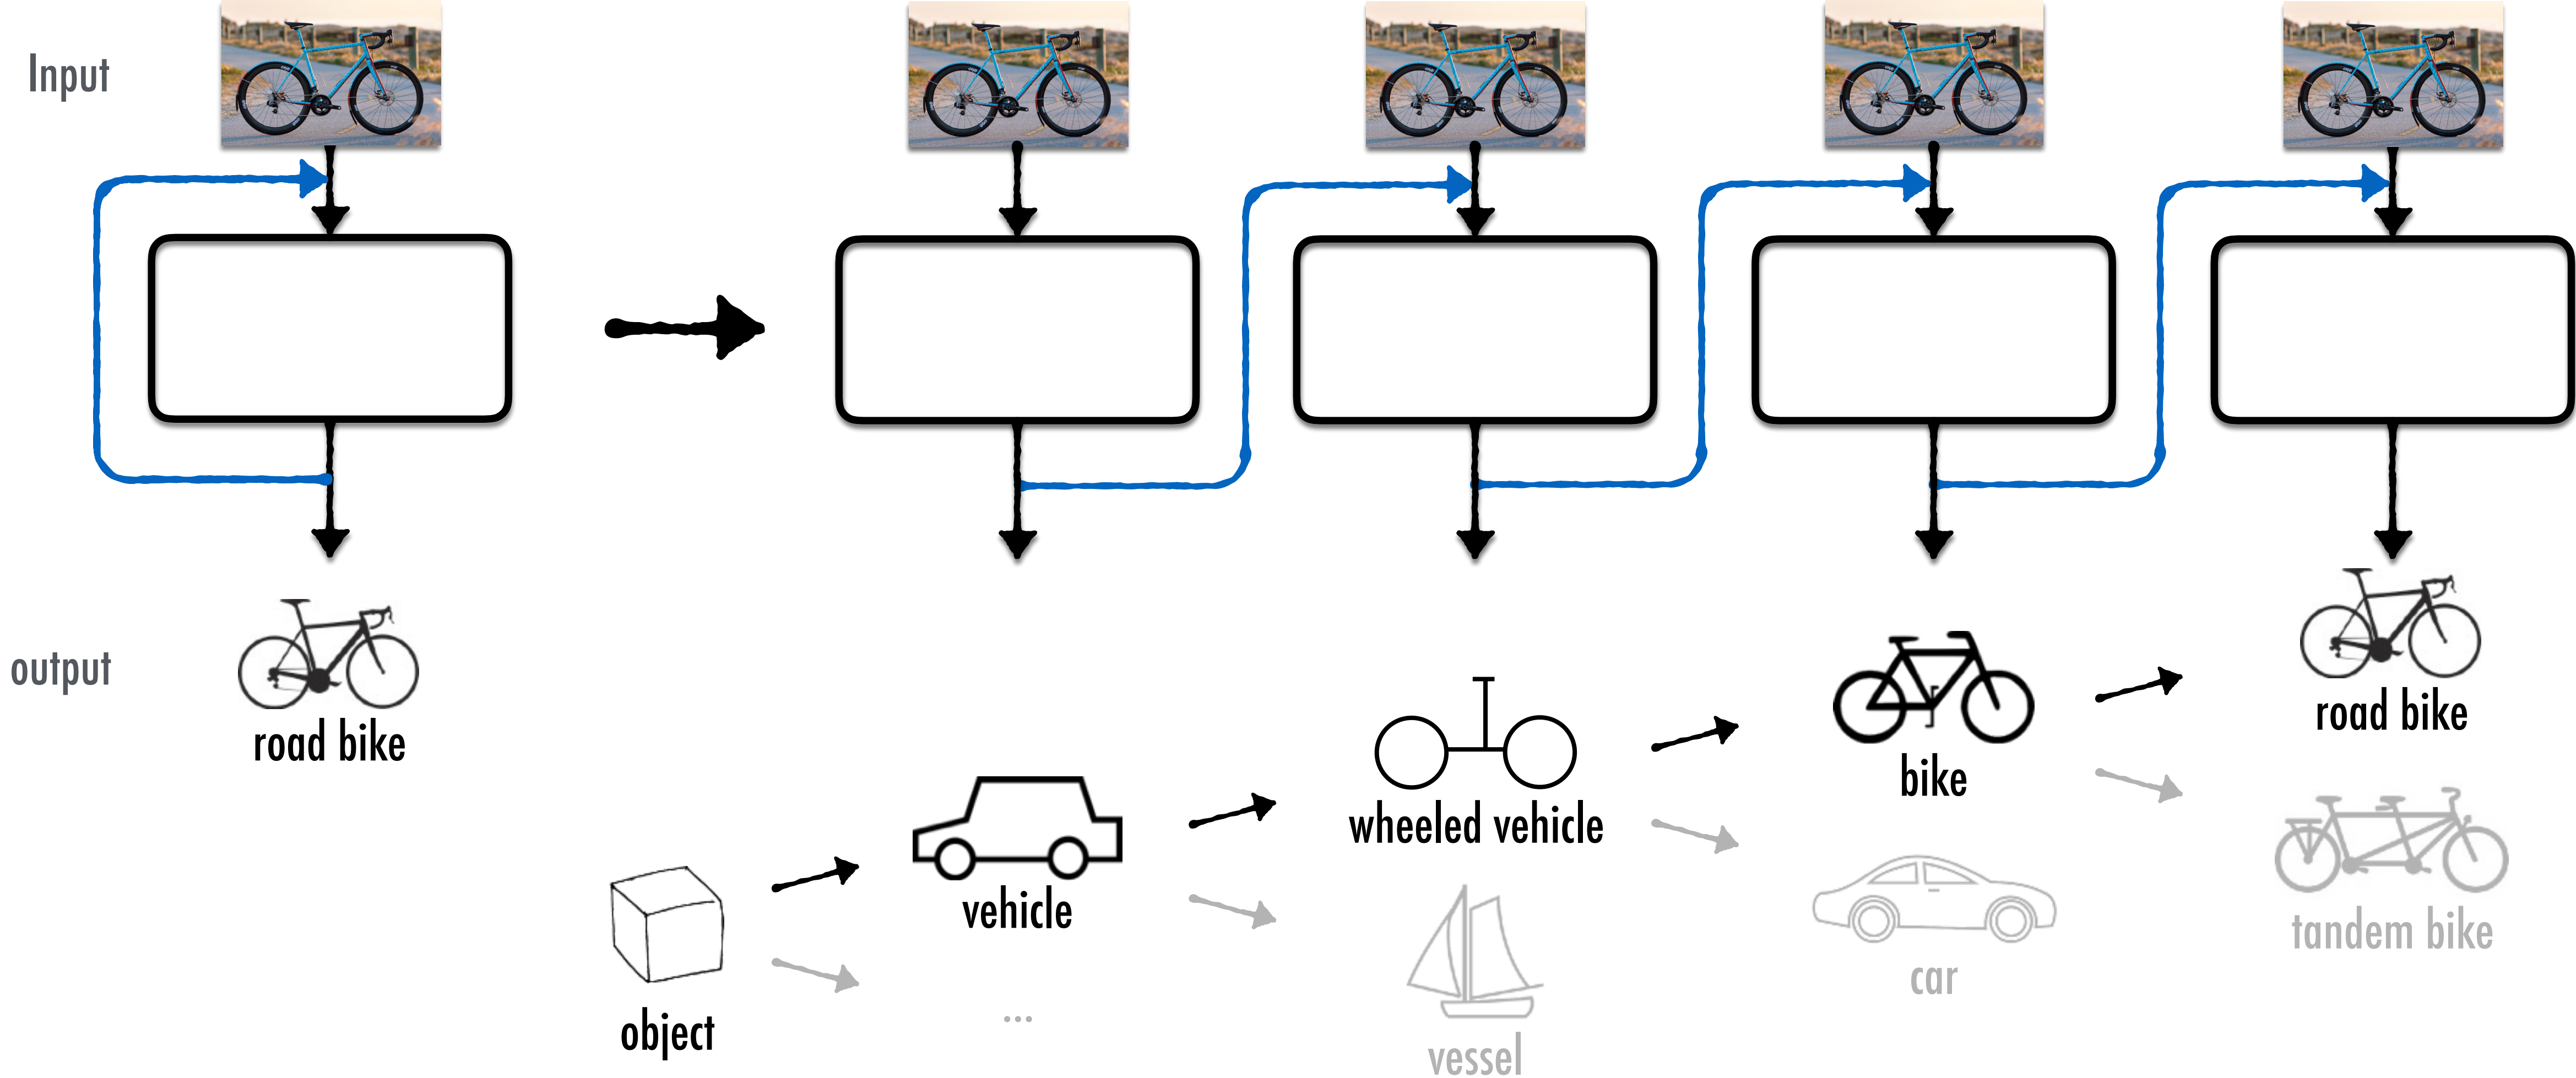 Input
output
road bike
object
vehicle
...
wheeled vehicle
vessel
bike
car
road bike
tandem bike